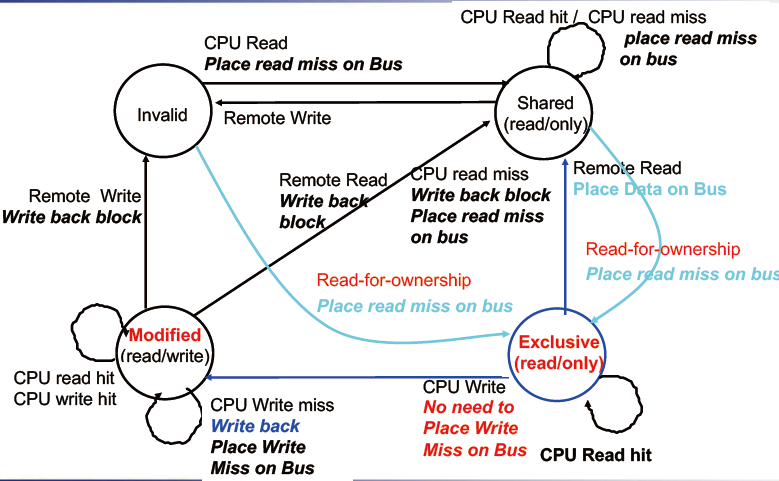 CPU Read hit / CPU read miss
place read miss
on bus
CPU Read
Place read miss on Bus
Invalid
Shared
(read/only)
Remote Write
Remote Read
Write back
block
CPU read miss
Write back block
Place read miss
on bus
Remote Read
Place Data on Bus
Remote Write
Write back block
Read-for-ownership
Place read miss on bus
Read-for-ownership
Place read miss on bus
Modified
(read/write)
Exclusive
(read/only)
CPU read hit
CPU write hit
CPU Write miss
Write back
Place Write
Miss on Bus
CPU Write
No need to
Place Write
Miss on Bus
CPU Read hit